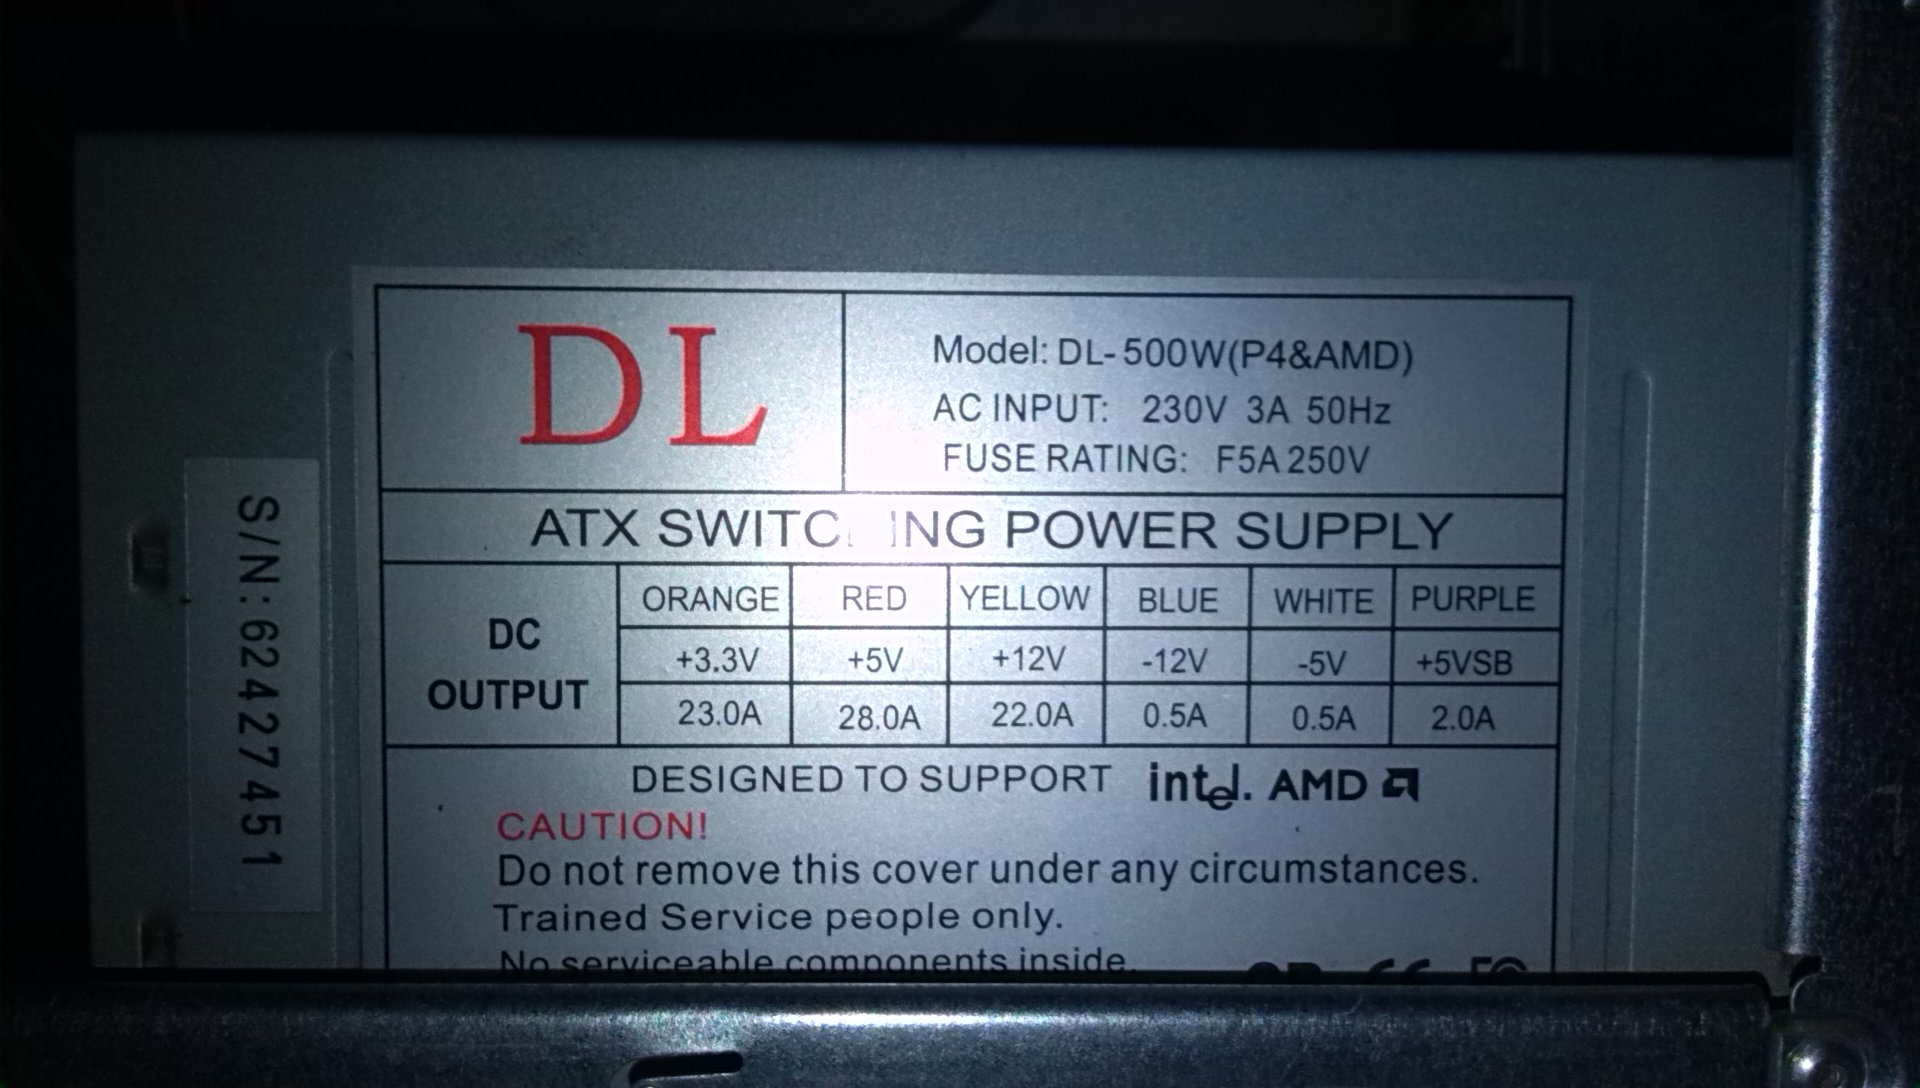 DL
Model: DL-500W(P4&AMD)
AC INPUT: 230V 3A 50Hz
FUSE RATING: F5A 250V
ATX SWITCHING POWER SUPPLY
DC OUTPUT
ORANGE RED YELLOW BLUE WHITE PURPLE
+3.3V +5V +12V -12V -5V +5VSB
23.0A 28.0A 22.0A 0.5A 0.5A 2.0A
DESIGNED TO SUPPORT intel. AMD
CAUTION!
Do not remove this cover under any circumstances.
Trained Service people only.
No serviceable components inside.
S/N: 62427451